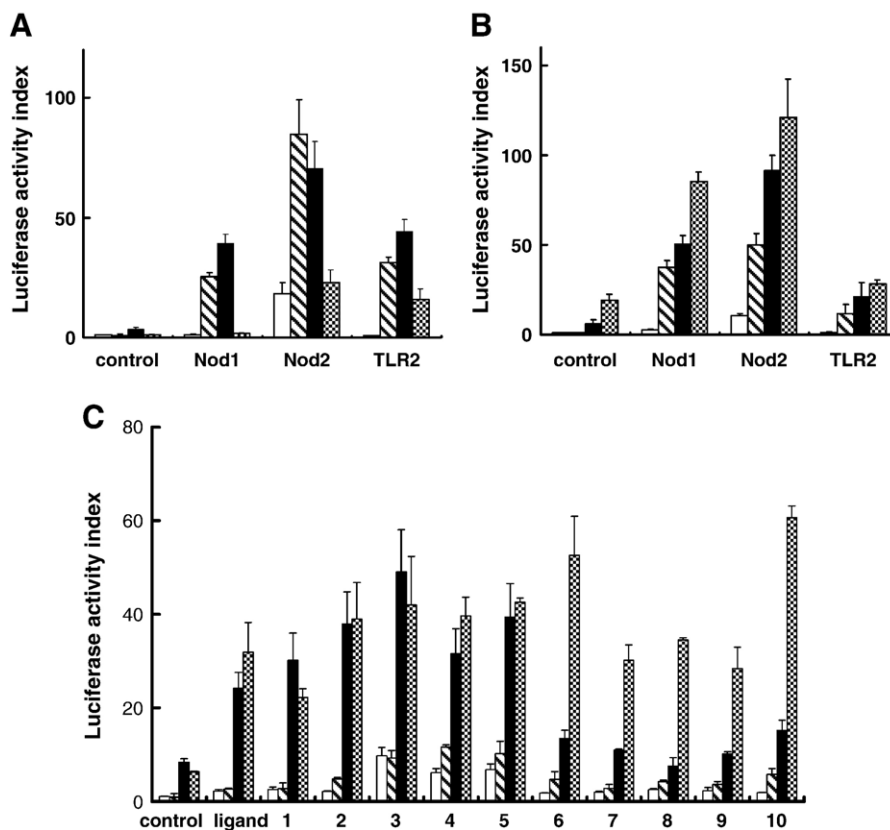 A
Luciferase activity index
100
50
0
control Nod1 Nod2 TLR2
B
Luciferase activity index
150
100
50
0
control Nod1 Nod2 TLR2
C
Luciferase activity index
80
60
40
20
0
control ligand 1 2 3 4 5 6 7 8 9 10